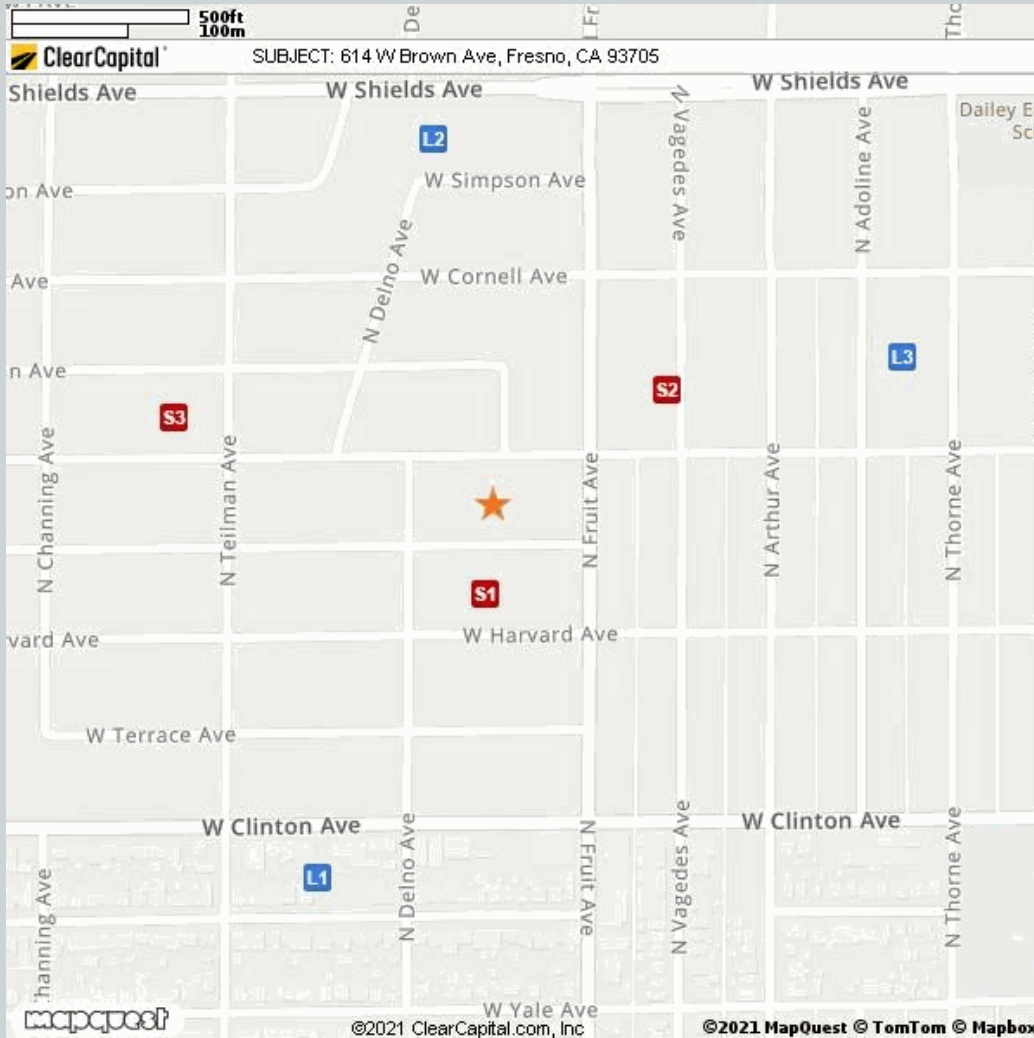 500ft
100m
De
ClearCapital
SUBJECT: 614 W Brown Ave, Fresno, CA 93705
Shields Ave
W Shields Ave
W Shields Ave
L2
N Vagedes Ave
N Adoline Ave
Dailey E
Sc
on Ave
W Simpson Ave
N Delno Ave
Ave
W Cornell Ave
n Ave
L3
S2
S3
N Channing Ave
N Teilman Ave
N Fruit Ave
N Arthur Ave
N Thorne Ave
S1
vard Ave
W Harvard Ave
W Terrace Ave
W Clinton Ave
W Clinton Ave
L1
hanning Ave
N Delno Ave
N Fruit Ave
N Vagedes Ave
N Thorne Ave
W Yale Ave
mapquest
©2021 ClearCapital.com, Inc
©2021 MapQuest © TomTom © Mapbox